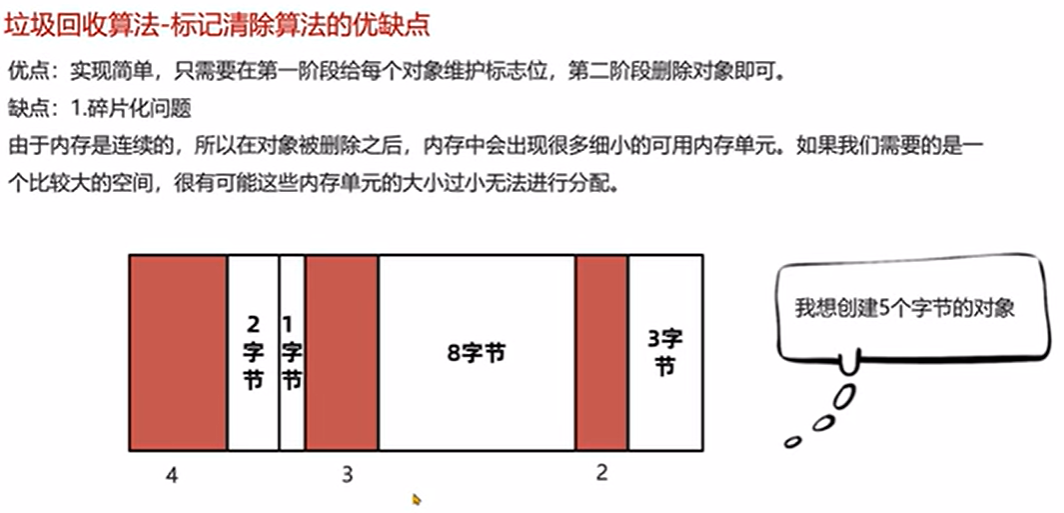 垃圾回收算法-标记清除算法的优缺点
优点：实现简单，只需要在第一阶段给每个对象维护标志位，第二阶段删除对象即可。
缺点：1.碎片化问题
由于内存是连续的，所以在对象被删除之后，内存中会出现很多细小的可用内存单元。如果我们需要的是一
个比较大的空间，很有可能这些内存单元的大小过小无法进行分配。
2
字
节
1
字
节
8字节
3字
节
我想创建5个字节的对象
4
3
2